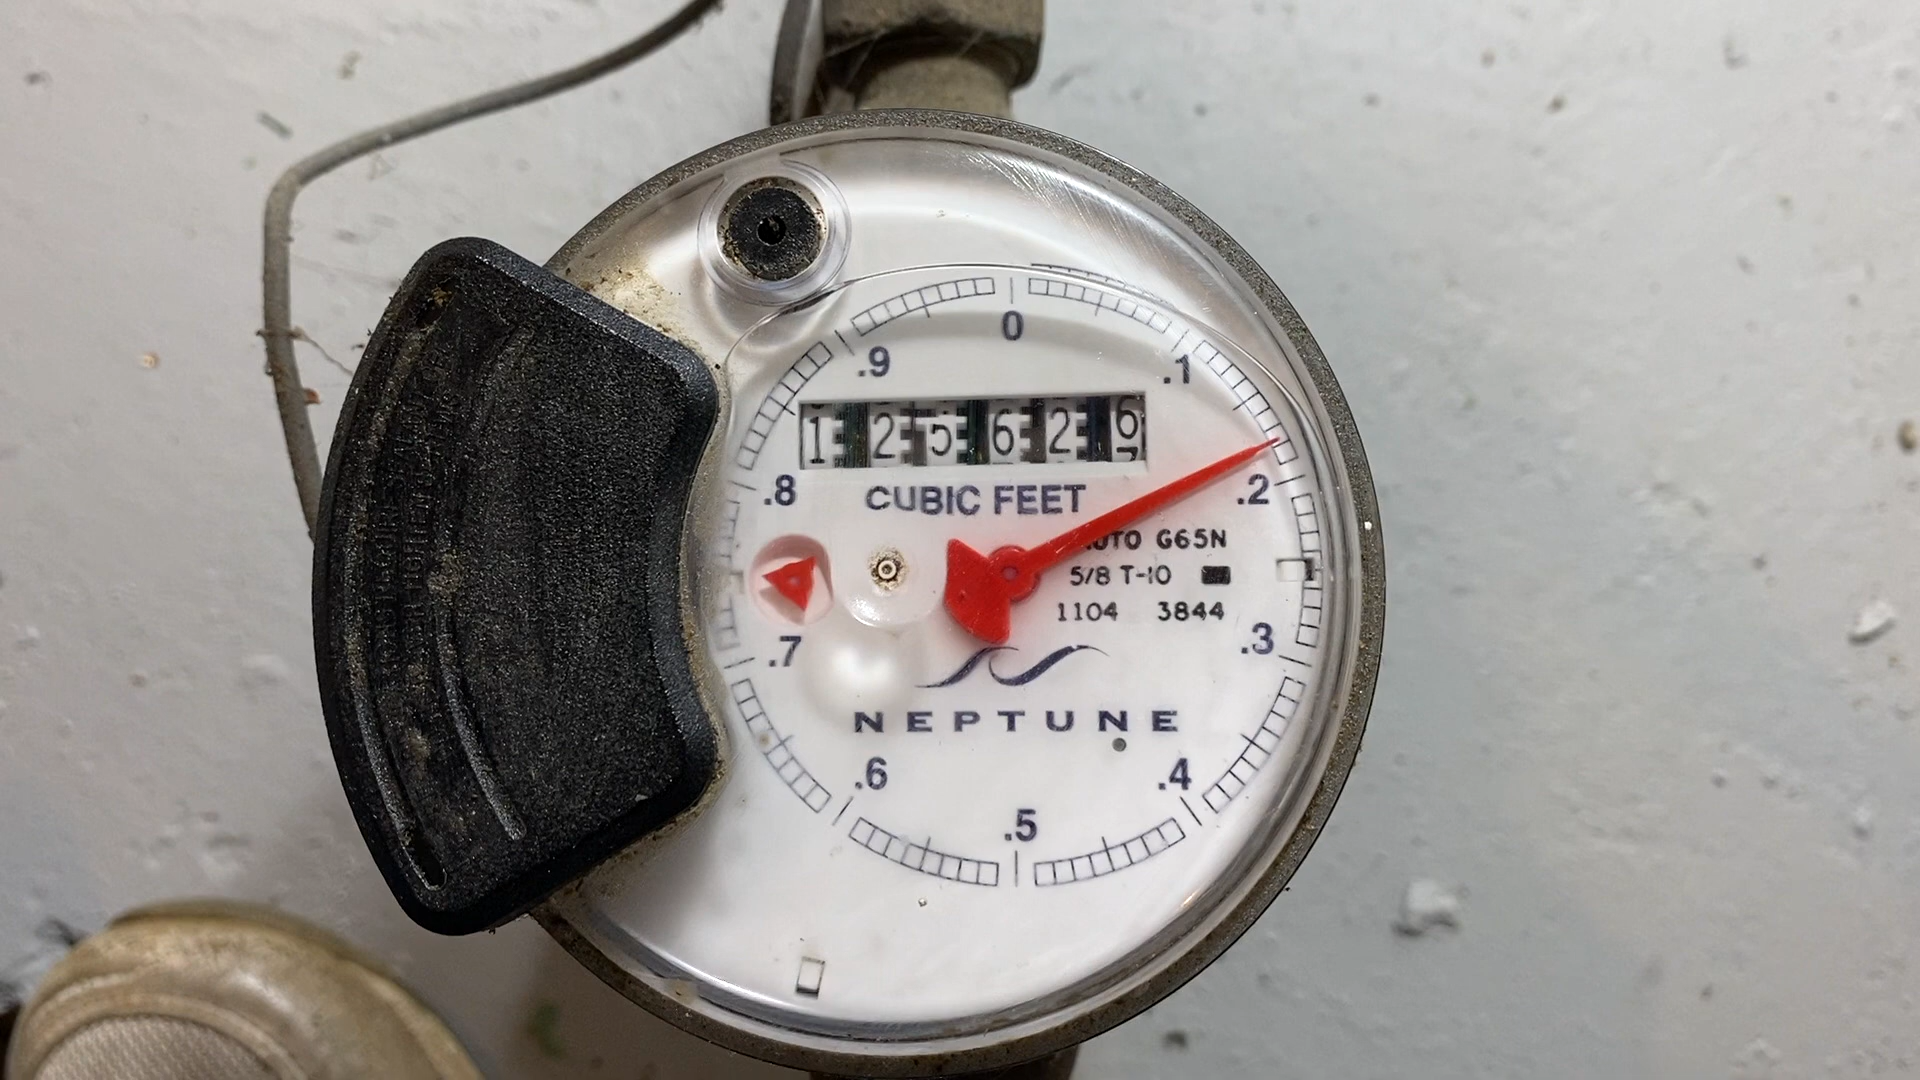 0
.9 .1
1 2 5 6 2 6
.8 CUBIC FEET .2
AUTO G65N
5/8 T-10
1104 3844
.7 .3
NEPTUNE
.6 .4
.5